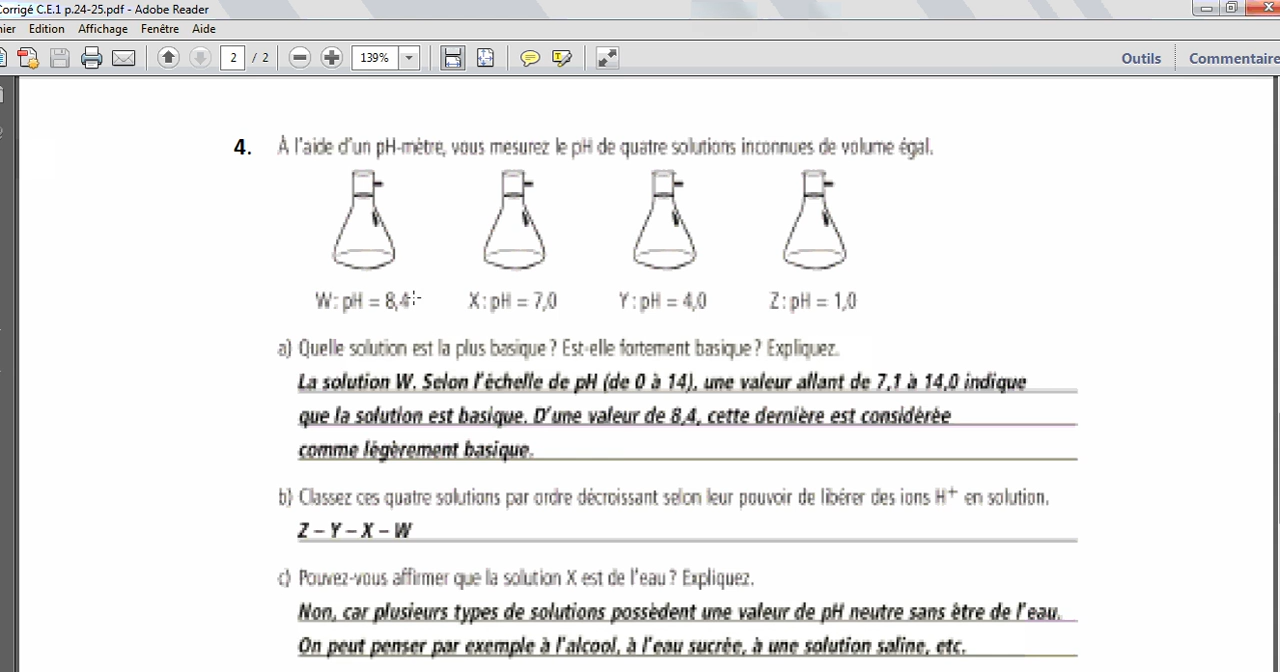 Corrigé C.E.1 p.24-25.pdf - Adobe Reader
Edition Affichage Fenêtre Aide
2 / 2 139% Outils Commentaire
4. À l'aide d'un pH-mètre, vous mesurez le pH de quatre solutions inconnues de volume égal.
W : pH = 8,4 X : pH = 7,0 Y : pH = 4,0 Z : pH = 1,0
a) Quelle solution est la plus basique ? Est-elle fortement basique ? Expliquez.
La solution W. Selon l'échelle de pH (de 0 à 14), une valeur allant de 7,1 à 14,0 indique
que la solution est basique. D'une valeur de 8,4, cette dernière est considérée
comme légèrement basique.
b) Classez ces quatre solutions par ordre décroissant selon leur pouvoir de libérer des ions H⁺ en solution.
Z – Y – X – W
c) Pouvez-vous affirmer que la solution X est de l'eau ? Expliquez.
Non, car plusieurs types de solutions possèdent une valeur de pH neutre sans être de l'eau.
On peut penser par exemple à l'alcool, à l'eau sucrée, à une solution saline, etc.